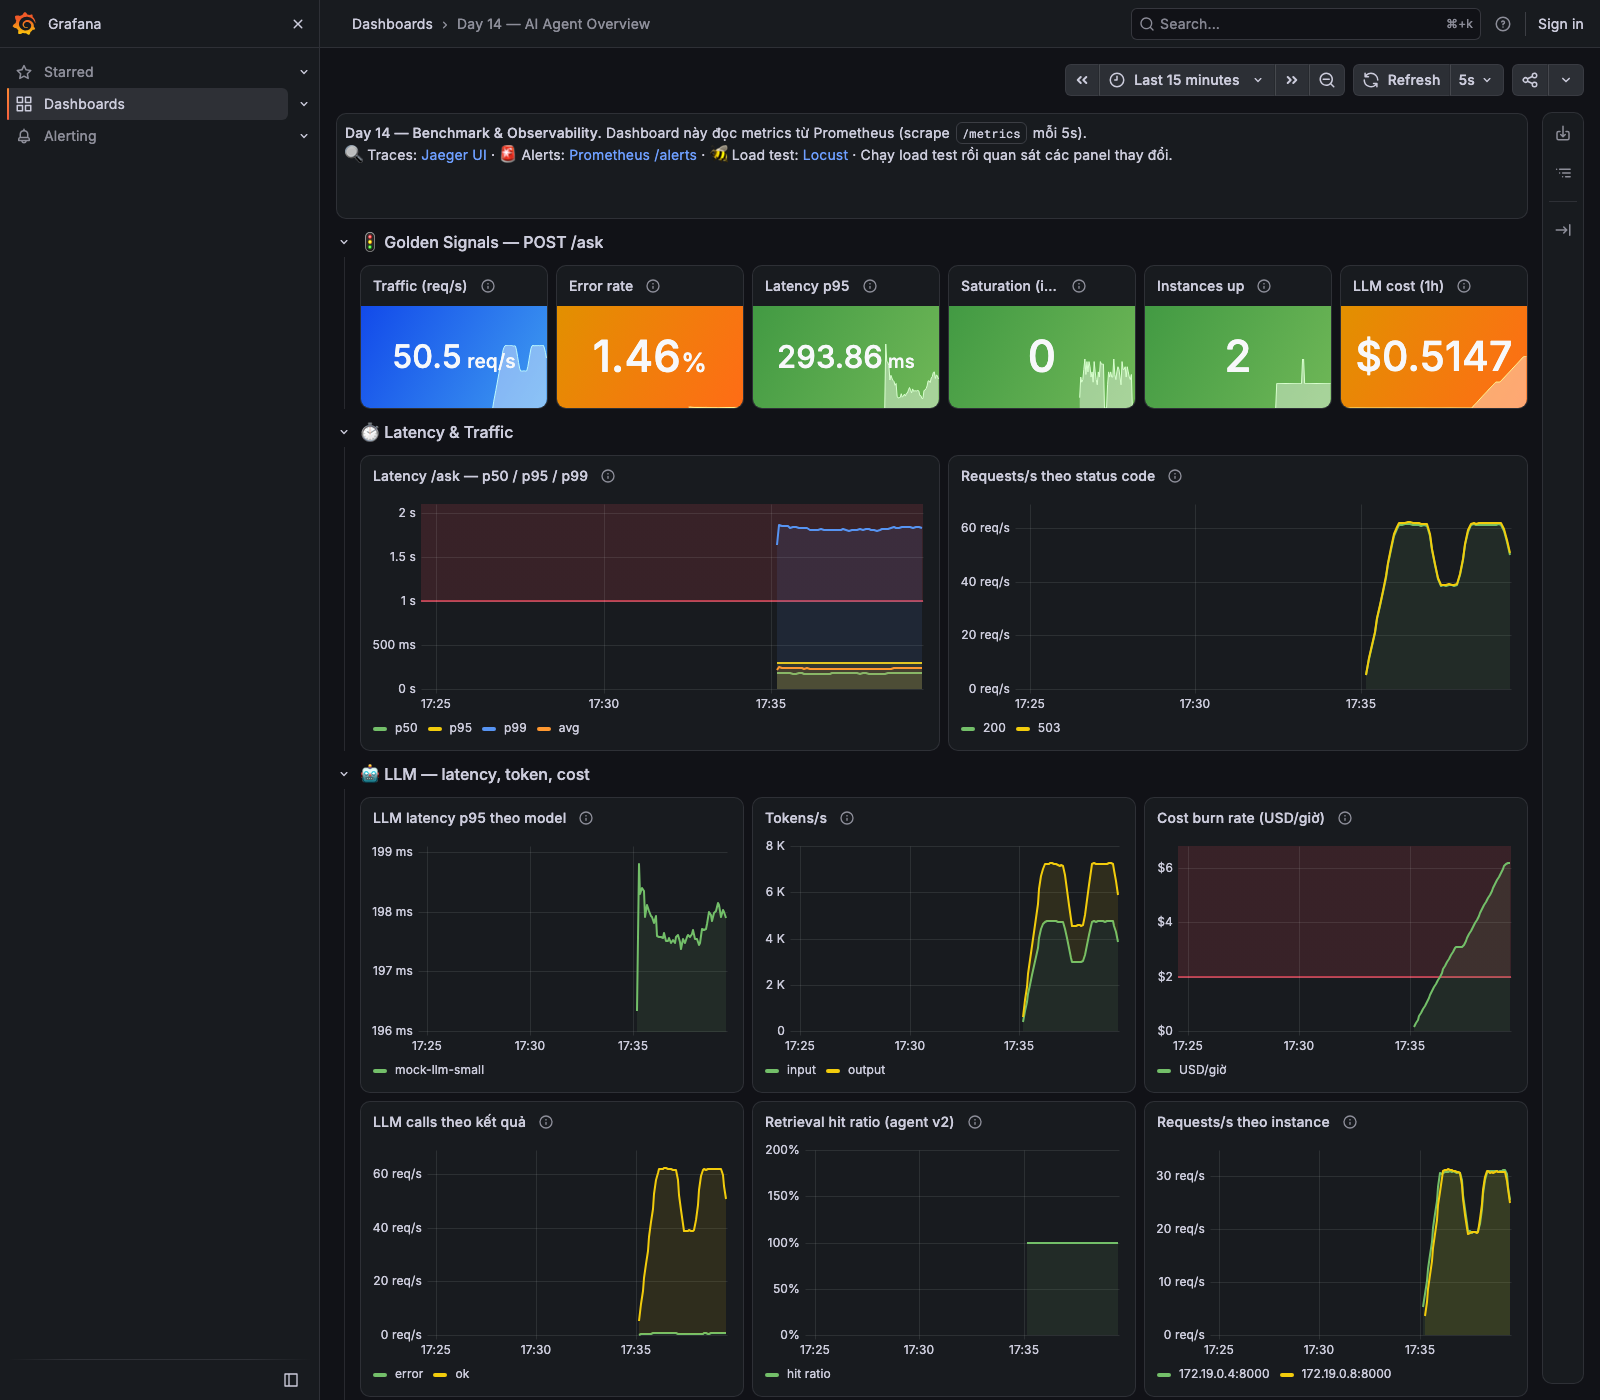 Grafana
Dashboards › Day 14 — AI Agent Overview
Search...
⌘+k
Sign in
Starred
Dashboards
Alerting
Last 15 minutes
Refresh
5s
Day 14 — Benchmark & Observability. Dashboard này đọc metrics từ Prometheus (scrape /metrics mỗi 5s).
Traces: Jaeger UI · Alerts: Prometheus /alerts · Load test: Locust · Chạy load test rồi quan sát các panel thay đổi.
Golden Signals — POST /ask
Traffic (req/s)
50.5 req/s
Error rate
1.46%
Latency p95
293.86 ms
Saturation (i...
0
Instances up
2
LLM cost (1h)
$0.5147
Latency & Traffic
Latency /ask — p50 / p95 / p99
2 s
1.5 s
1 s
500 ms
0 s
17:25
17:30
17:35
p50
p95
p99
avg
Requests/s theo status code
60 req/s
40 req/s
20 req/s
0 req/s
17:25
17:30
17:35
200
503
LLM — latency, token, cost
LLM latency p95 theo model
199 ms
198 ms
197 ms
196 ms
17:25
17:30
17:35
mock-llm-small
Tokens/s
8 K
6 K
4 K
2 K
0
17:25
17:30
17:35
input
output
Cost burn rate (USD/giờ)
$6
$4
$2
$0
17:25
17:30
17:35
USD/giờ
LLM calls theo kết quả
60 req/s
40 req/s
20 req/s
0 req/s
17:25
17:30
17:35
error
ok
Retrieval hit ratio (agent v2)
200%
150%
100%
50%
0%
17:25
17:30
17:35
hit ratio
Requests/s theo instance
30 req/s
20 req/s
10 req/s
0 req/s
17:25
17:30
17:35
172.19.0.4:8000
172.19.0.8:8000